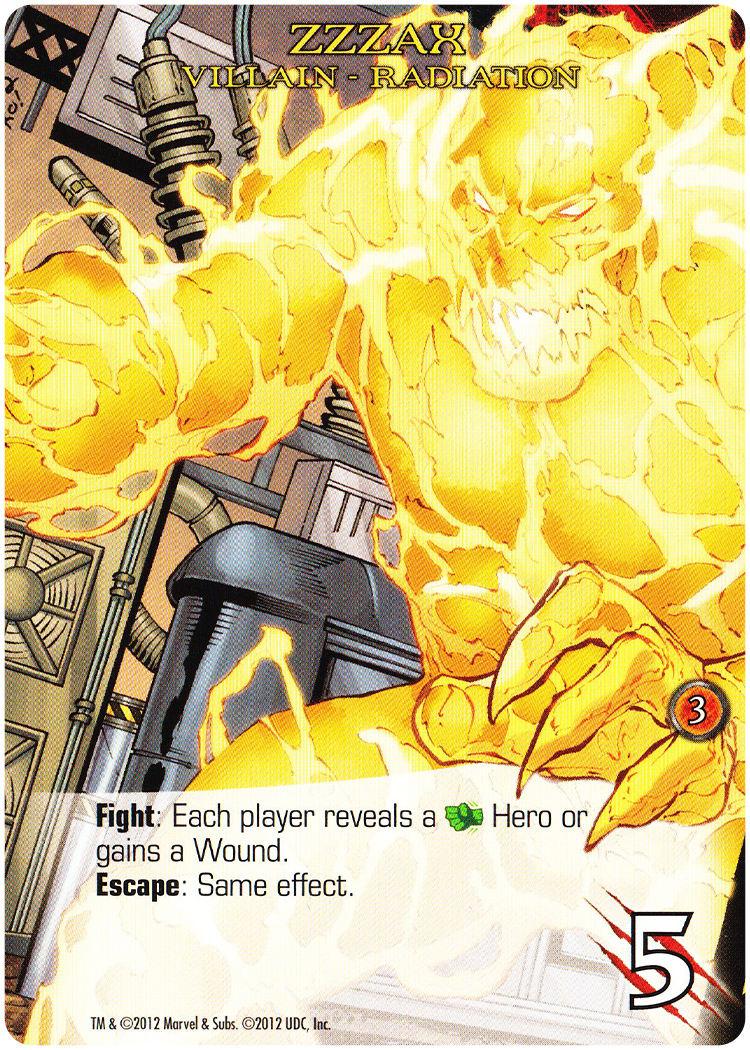 ZZZAX
VILLAIN - RADIATION
3
Fight: Each player reveals a Hero or
gains a Wound.
Escape: Same effect.
5
TM & ©2012 Marvel & Subs. ©2012 UDC, Inc.